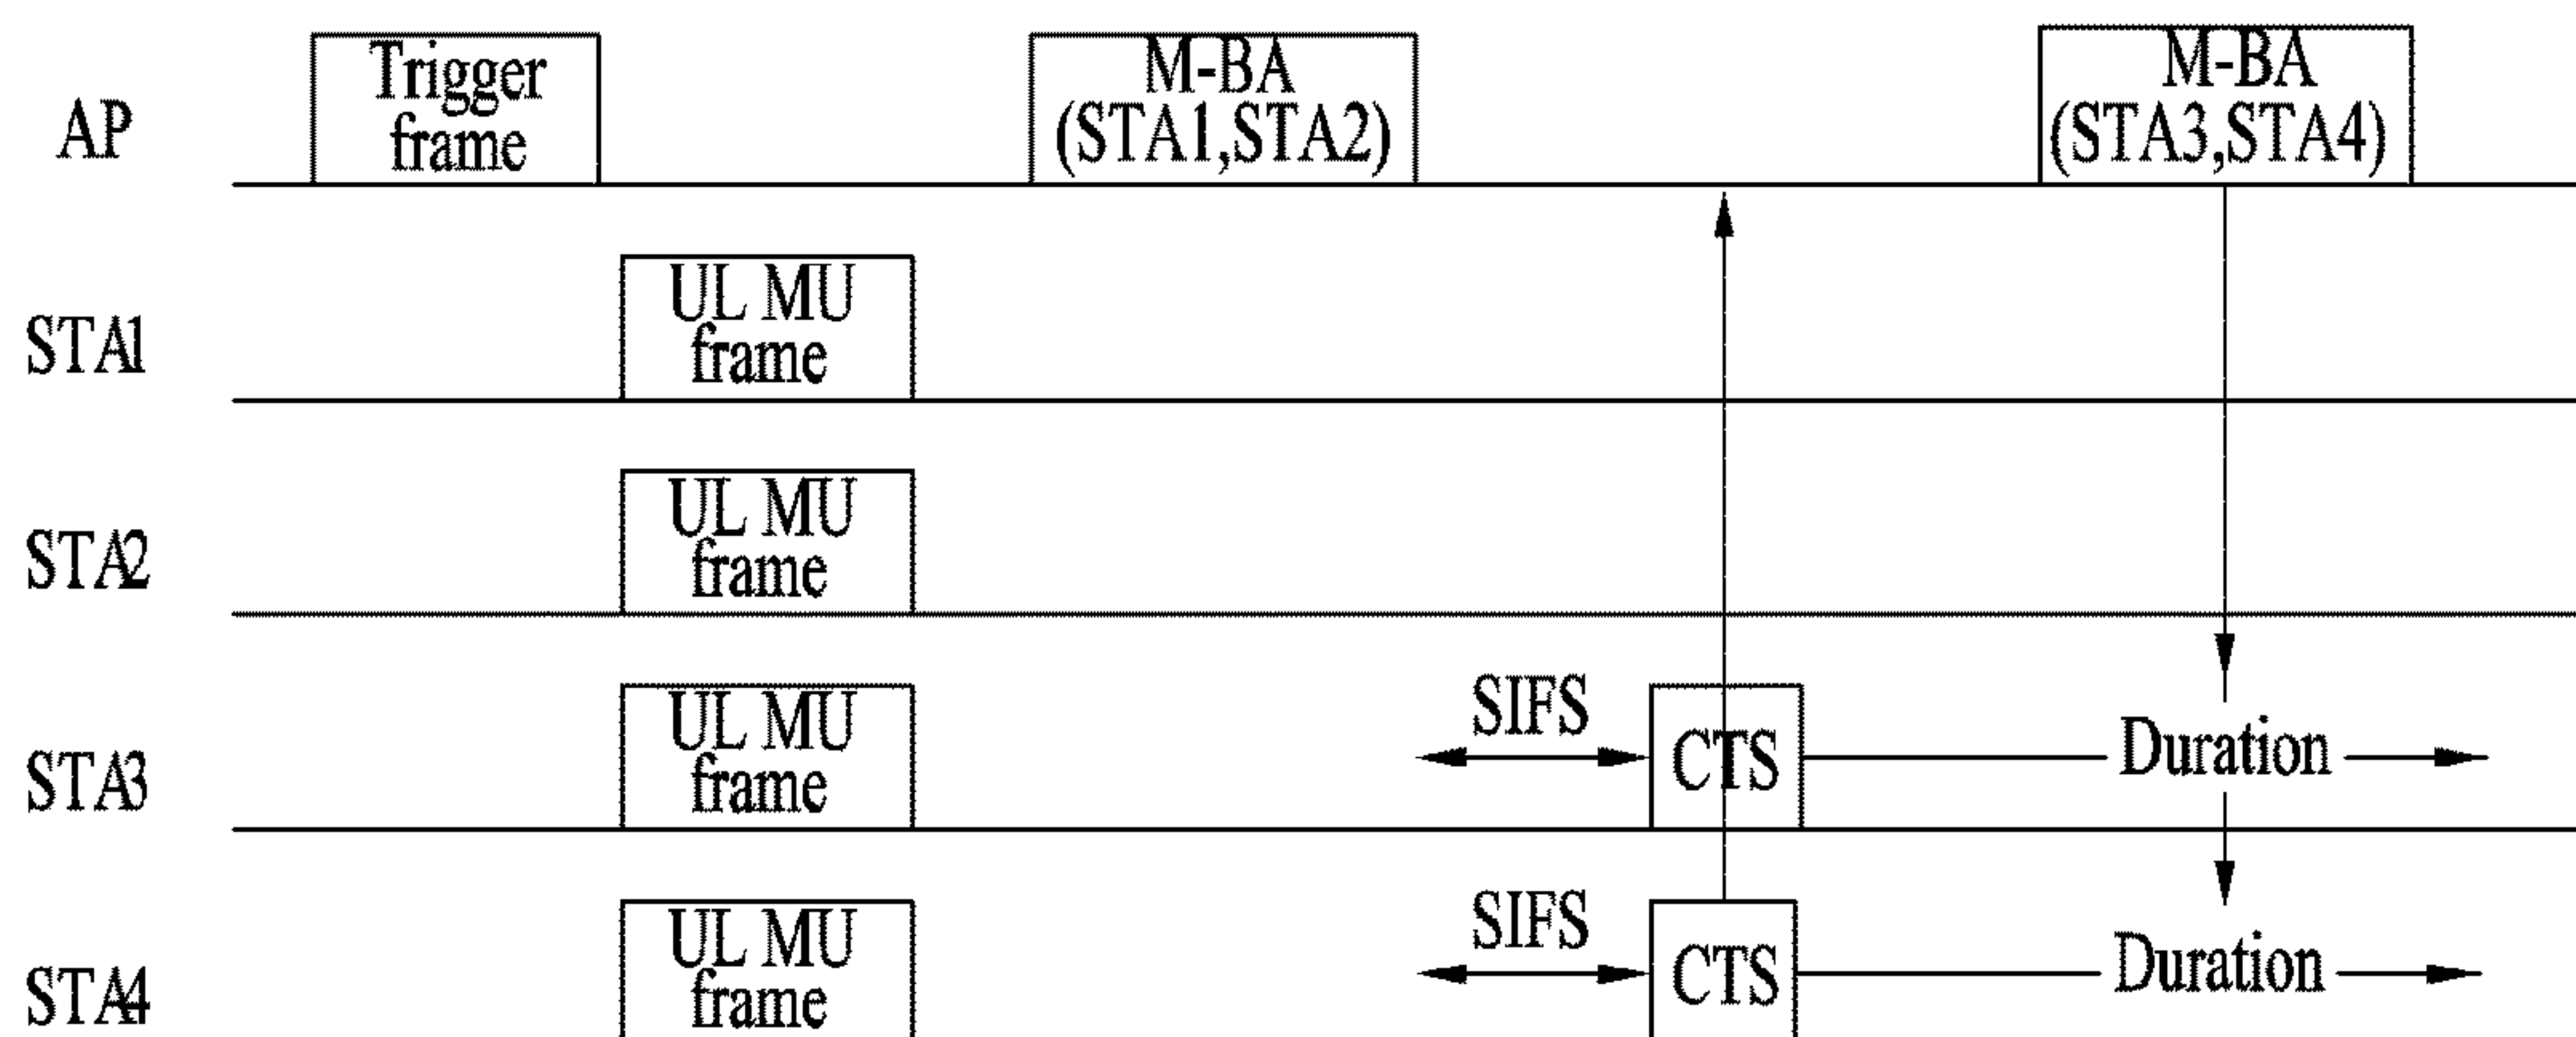 AP
Trigger
frame
M-BA
(STA1,STA2)
M-BA
(STA3,STA4)
STA1
UL MU
frame
STA2
UL MU
frame
STA3
UL MU
frame
SIFS
CTS
Duration
STA4
UL MU
frame
SIFS
CTS
Duration